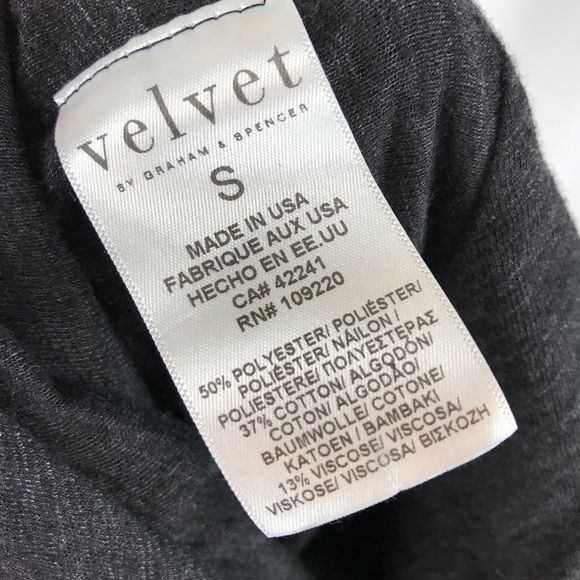 velvet
BY GRAHAM & SPENCER
S
MADE IN USA
FABRIQUE AUX USA
HECHO EN EE.UU
CA# 42241
RN# 109220
50% POLYESTER/ POLIÉSTER/
POLIÉSTER/ NÁILON/
POLIESTERE/ ΠΟΛΥΕΣΤΕΡΑΣ
37% COTTON/ ALGODÓN/
COTON/ ALGODAO/
BAUMWOLLE/ COTONE/
KATOEN / BAMBAKI
13% VISCOSE/ VISCOSA/
VISKOSE/ VISCOSA/ ΒΙΣΚΟΖΗ